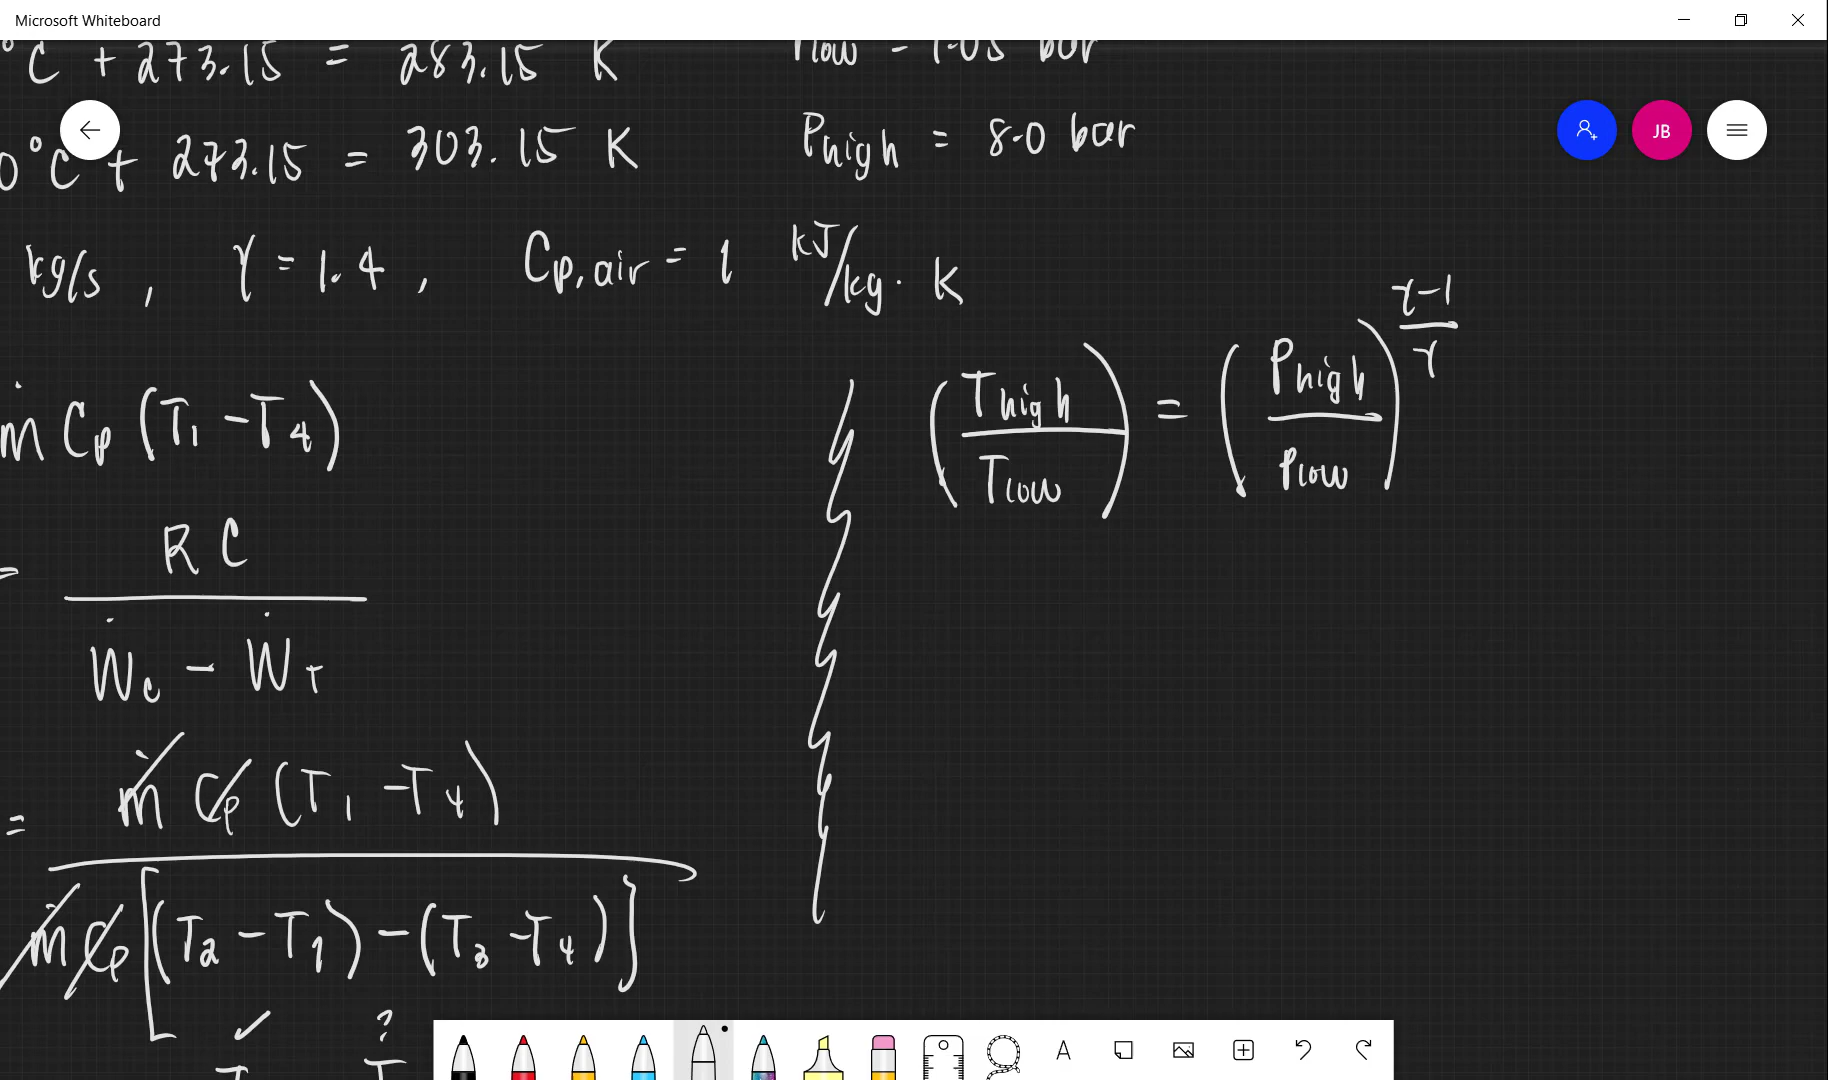 Microsoft Whiteboard
°C + 273.15 = 283.15 K
Plow = 1.05 bar
0°C + 273.15 = 303.15 K
Phigh = 8.0 bar
JB
kg/s , γ = 1.4 , Cp,air = 1 kJ/kg. K
ṁ Cp (T1 - T4)
(Thigh/Tlow) = (Phigh/Plow)^(γ-1/γ)
= RC
Ẇc - ẆT
= ṁ Cp (T1 - T4)
ṁ Cp [(T2 - T1) - (T3 - T4)]
✓ ?
T T
A